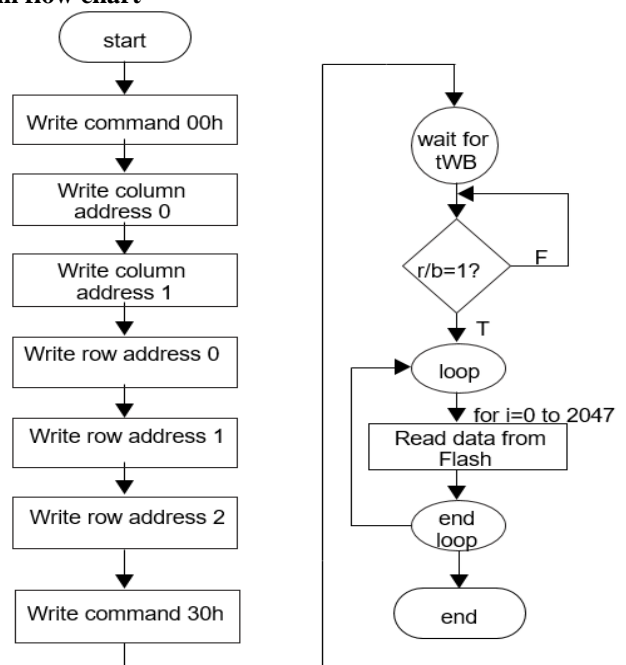 flow chart
start
Write command 00h
Write column
address 0
Write column
address 1
Write row address 0
Write row address 1
Write row address 2
Write command 30h
wait for
tWB
r/b=1?
F
T
loop
for i=0 to 2047
Read data from
Flash
end
loop
end